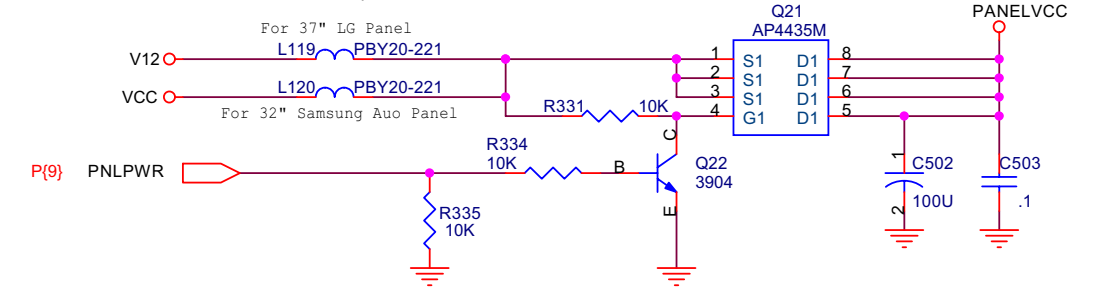 Q21
PANELVCC
For 37" LG Panel
AP4435M
L119 PBY20-221
V12
1 S1 D1 8
2 S1 D1 7
L120 PBY20-221
VCC
3 S1 D1 6
R331 10K
4 G1 D1 5
For 32" Samsung Auo Panel
C
R334
10K
B
Q22
3904
1
C502
C503
P{9} PNLPWR
100U
.1
2
E
R335
10K